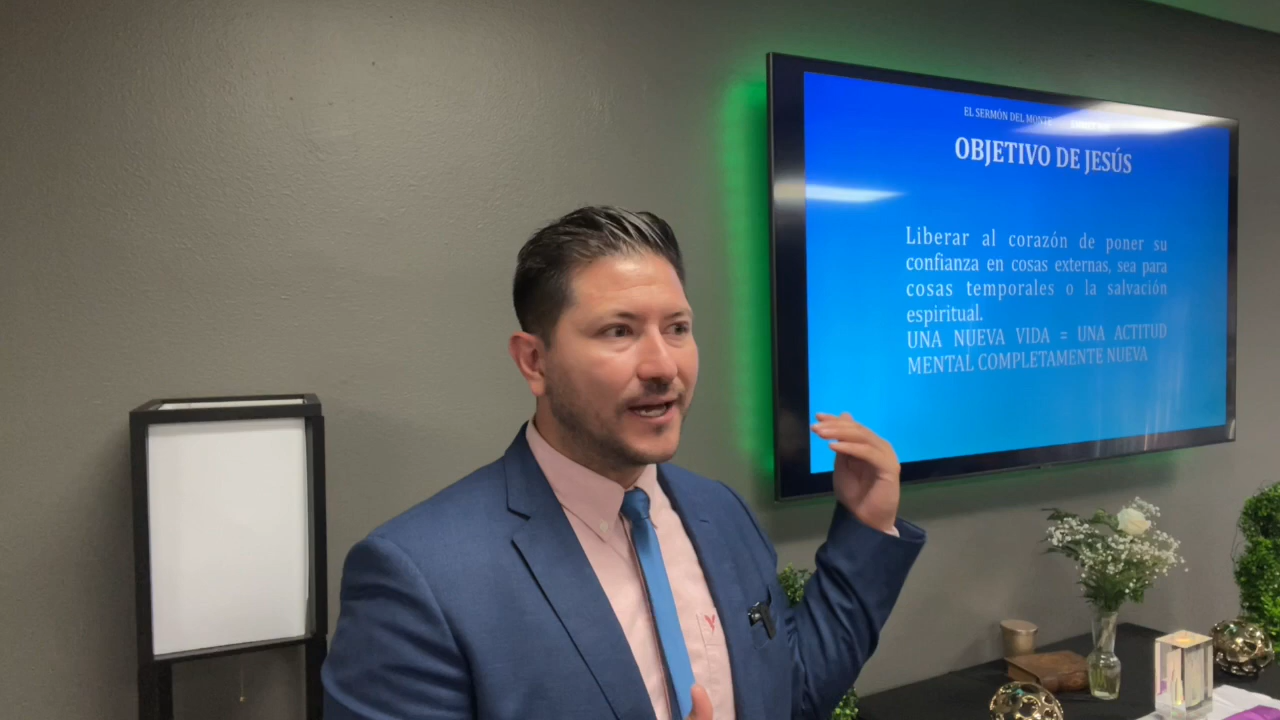 EL SERMÓN DEL MONTE
OBJETIVO DE JESÚS
Liberar al corazón de poner su
confianza en cosas externas, sea para
cosas temporales o la salvación
espiritual.
UNA NUEVA VIDA = UNA ACTITUD
MENTAL COMPLETAMENTE NUEVA